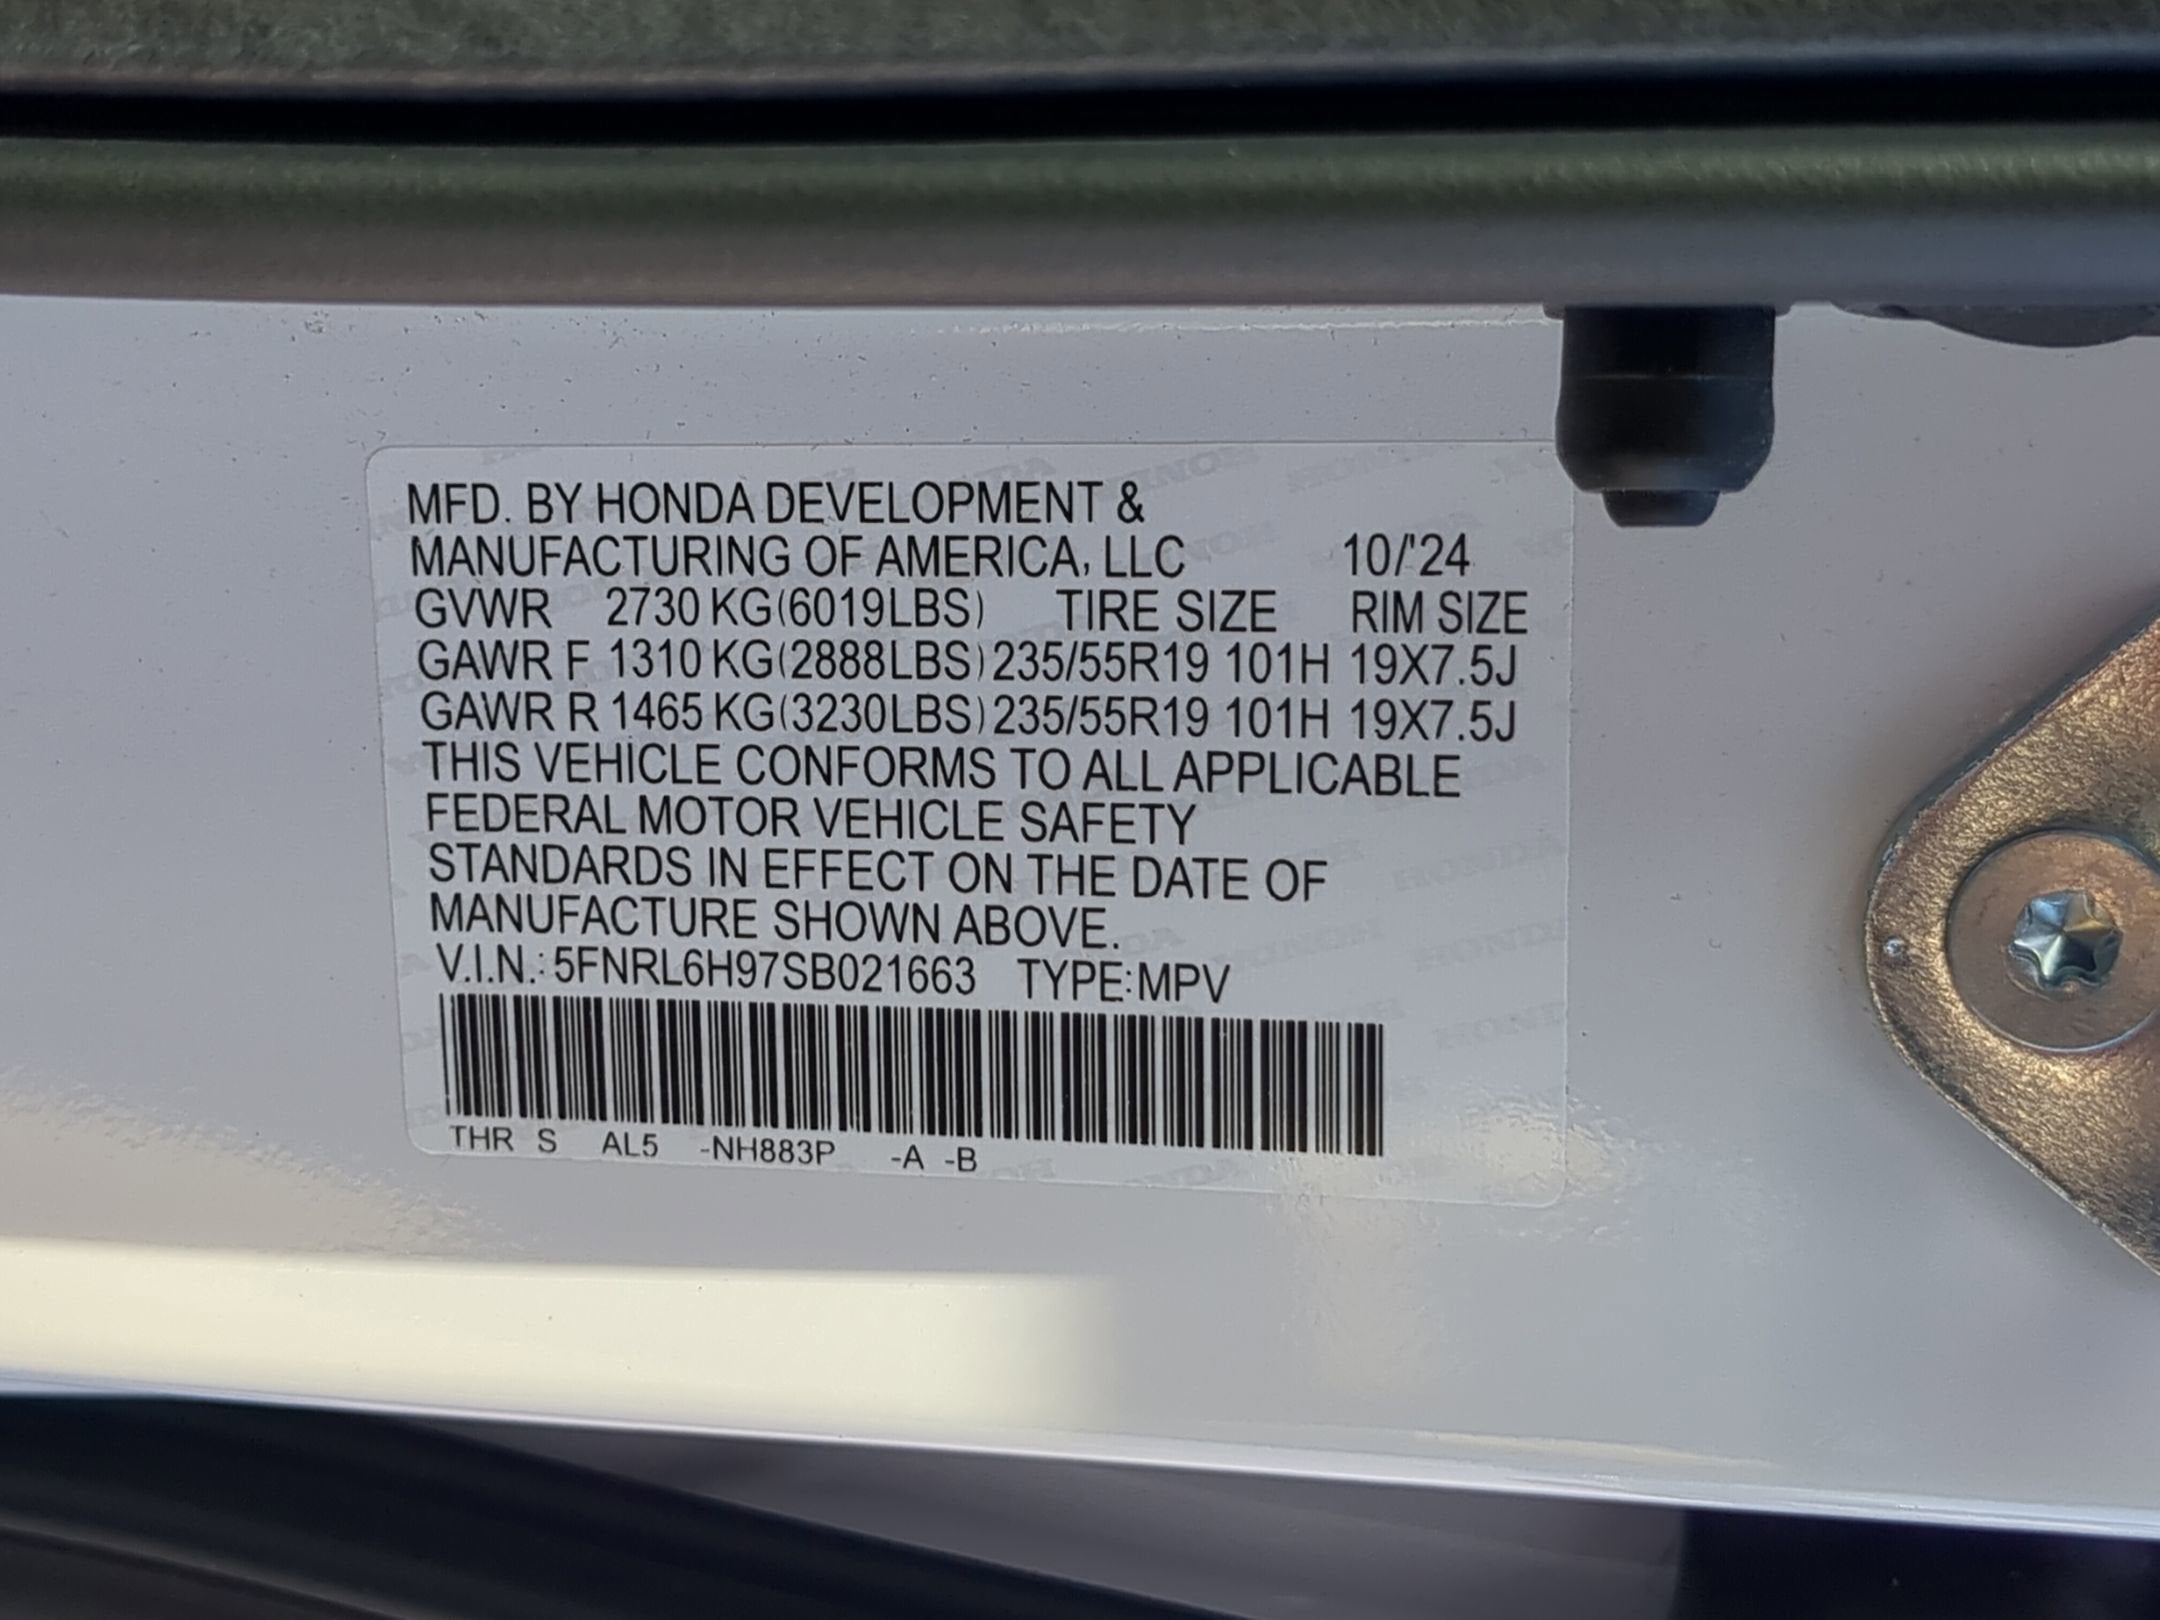 MFD. BY HONDA DEVELOPMENT &
MANUFACTURING OF AMERICA, LLC 10/'24
GVWR 2730 KG(6019LBS) TIRE SIZE RIM SIZE
GAWR F 1310 KG(2888LBS) 235/55R19 101H 19X7.5J
GAWR R 1465 KG(3230LBS) 235/55R19 101H 19X7.5J
THIS VEHICLE CONFORMS TO ALL APPLICABLE
FEDERAL MOTOR VEHICLE SAFETY
STANDARDS IN EFFECT ON THE DATE OF
MANUFACTURE SHOWN ABOVE.
V.I.N.: 5FNRL6H97SB021663 TYPE:MPV
THR S AL5 -NH883P -A -B